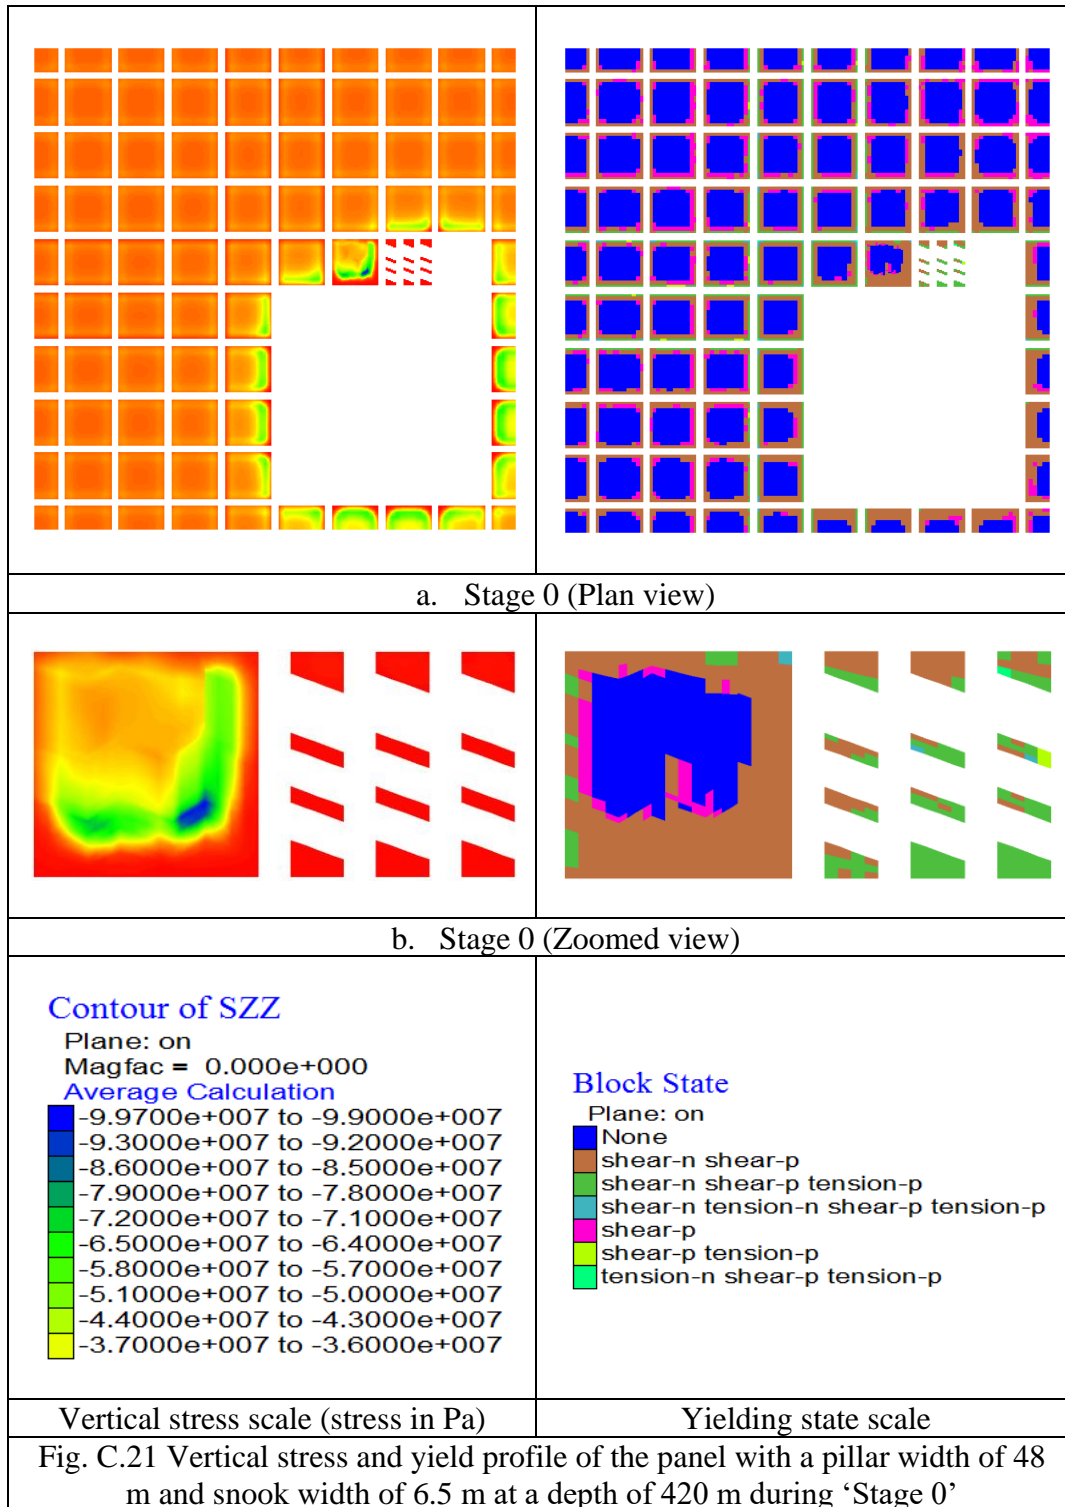 a. Stage 0 (Plan view)
b. Stage 0 (Zoomed view)
Contour of SZZ
Plane: on
Magfac = 0.000e+000
Average Calculation
-9.9700e+007 to -9.9000e+007
-9.3000e+007 to -9.2000e+007
-8.6000e+007 to -8.5000e+007
-7.9000e+007 to -7.8000e+007
-7.2000e+007 to -7.1000e+007
-6.5000e+007 to -6.4000e+007
-5.8000e+007 to -5.7000e+007
-5.1000e+007 to -5.0000e+007
-4.4000e+007 to -4.3000e+007
-3.7000e+007 to -3.6000e+007
Block State
Plane: on
None
shear-n shear-p
shear-n shear-p tension-p
shear-n tension-n shear-p tension-p
shear-p
shear-p tension-p
tension-n shear-p tension-p
Vertical stress scale (stress in Pa)
Yielding state scale
Fig. C.21 Vertical stress and yield profile of the panel with a pillar width of 48
m and snook width of 6.5 m at a depth of 420 m during ‘Stage 0’